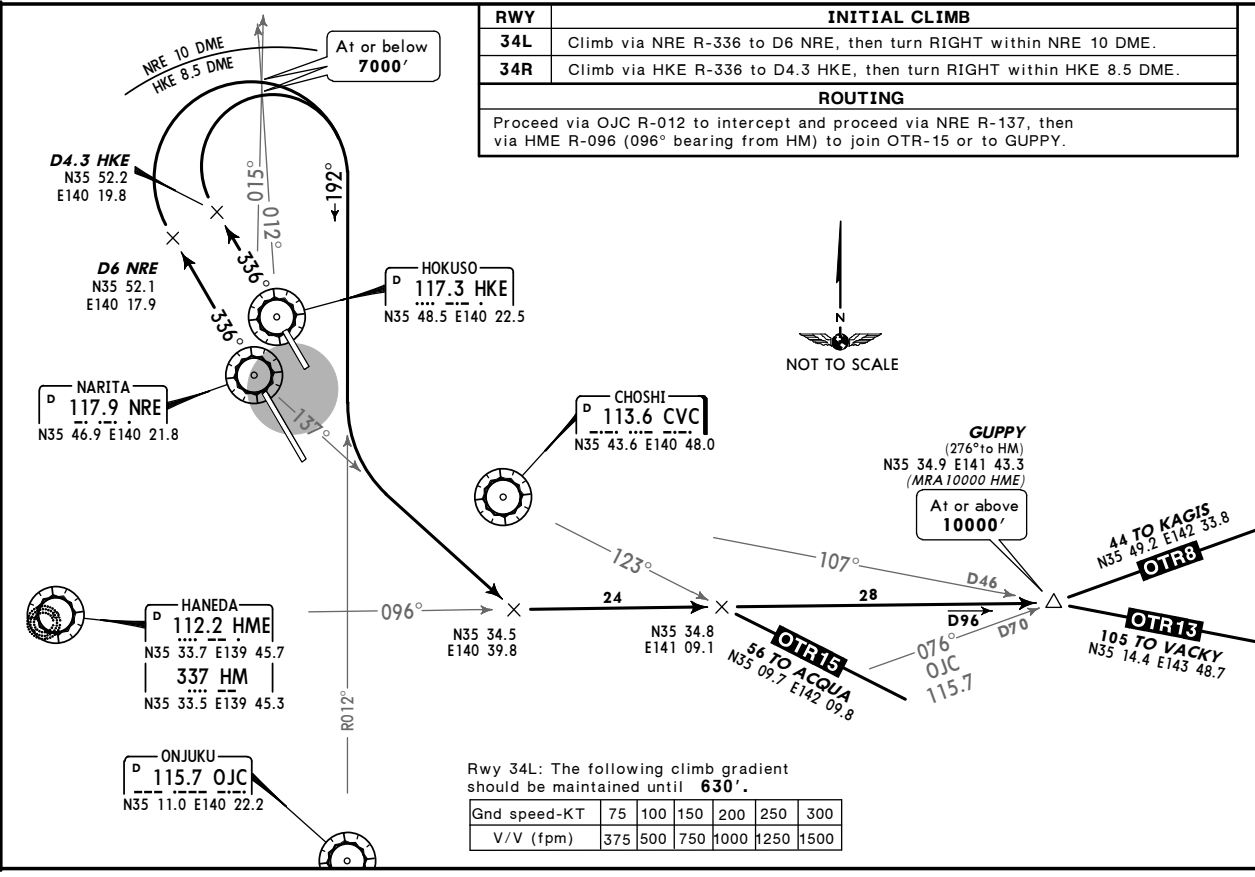 RWY INITIAL CLIMB
34L Climb via NRE R-336 to D6 NRE, then turn RIGHT within NRE 10 DME.
34R Climb via HKE R-336 to D4.3 HKE, then turn RIGHT within HKE 8.5 DME.
ROUTING
Proceed via OJC R-012 to intercept and proceed via NRE R-137, then
via HME R-096 (096° bearing from HM) to join OTR-15 or to GUPPY.
NRE 10 DME
HKE 8.5 DME
At or below
7000'
D4.3 HKE
N35 52.2
E140 19.8
015°
012°
192°
D6 NRE
N35 52.1
E140 17.9
336°
336°
HOKUSO
D 117.3 HKE
N35 48.5 E140 22.5
N
NOT TO SCALE
NARITA
D 117.9 NRE
N35 46.9 E140 21.8
137°
CHOSHI
D 113.6 CVC
N35 43.6 E140 48.0
GUPPY
(276° to HM)
N35 34.9 E141 43.3
(MRA10000 HME)
At or above
10000'
44 TO KAGIS
N35 49.2 E142 33.8
OTR8
123°
107°
D46
096°
24
28
D96
D70
HANEDA
D 112.2 HME
N35 33.7 E139 45.7
337 HM
N35 33.5 E139 45.3
N35 34.5
E140 39.8
N35 34.8
E141 09.1
OTR15
56 TO ACQUA
N35 09.7 E142 09.8
076°
OJC
115.7
OTR13
105 TO VACKY
N35 14.4 E143 48.7
R012°
ONJUKU
D 115.7 OJC
N35 11.0 E140 22.2
Rwy 34L: The following climb gradient
should be maintained until 630'.
Gnd speed-KT 75 100 150 200 250 300
V/V (fpm) 375 500 750 1000 1250 1500